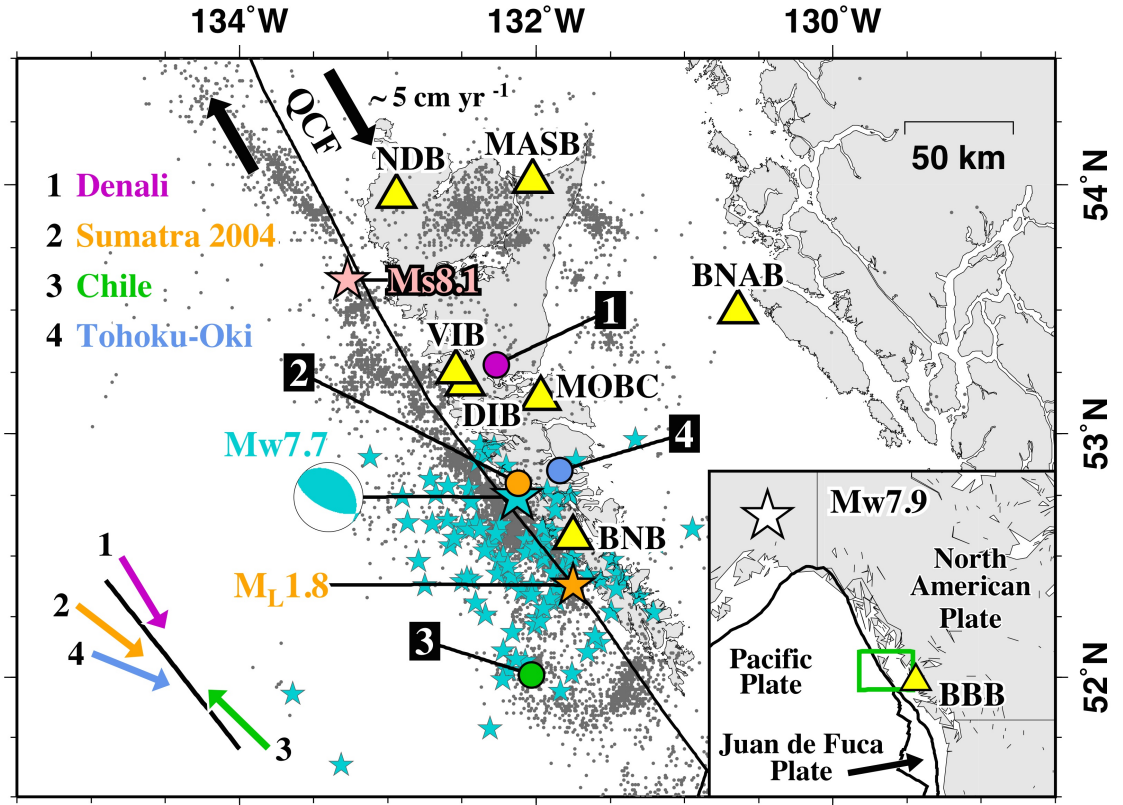 134°W 132°W 130°W
QCF
~ 5 cm yr -1
NDB
MASB
50 km
54°N
1 Denali
2 Sumatra 2004
3 Chile
4 Tohoku-Oki
Ms8.1
BNAB
1
VIB
2
DIB
MOBC
4
53°N
Mw7.7
BNB
ML1.8
3
1
2
4
3
Mw7.9
North
American
Plate
Pacific
Plate
BBB
Juan de Fuca
Plate
52°N